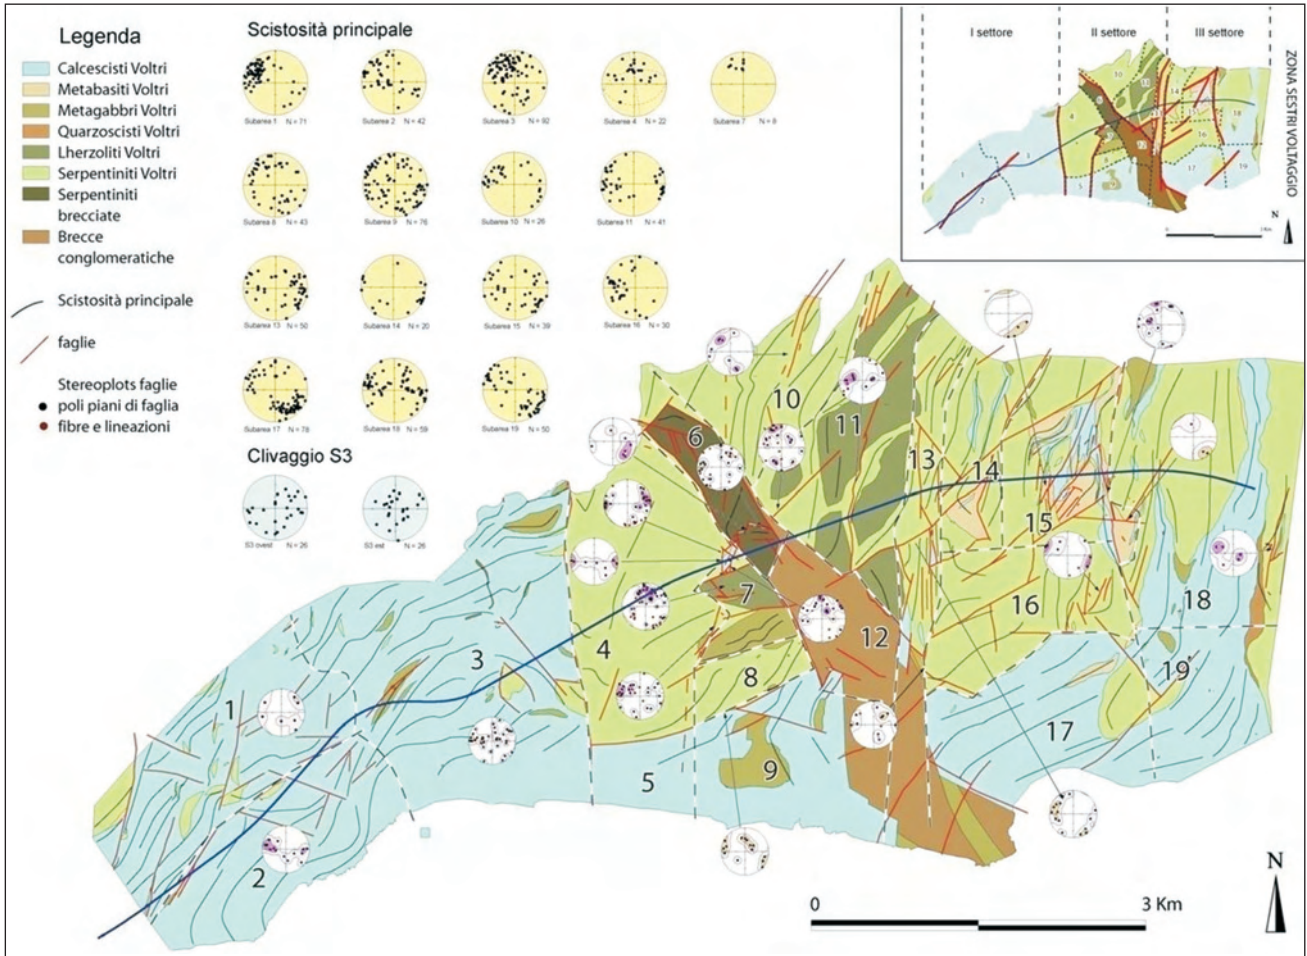 Legenda
Calcescisti Voltri
Metabasiti Voltri
Metagabbri Voltri
Quarzoscisti Voltri
Lherzoliti Voltri
Serpentiniti Voltri
Serpentiniti
brecciate
Brecce
conglomeratiche
Scistosità principale
faglie
Stereoplots faglie
poli piani di faglia
fibre e lineazioni
Scistosità principale
Subarea 1 N = 71
Subarea 2 N = 42
Subarea 3 N = 92
Subarea 4 N = 22
Subarea 7 N = 8
Subarea 8 N = 43
Subarea 9 N = 76
Subarea 10 N = 26
Subarea 11 N = 41
Subarea 13 N = 50
Subarea 14 N = 20
Subarea 15 N = 39
Subarea 16 N = 30
Subarea 17 N = 78
Subarea 18 N = 59
Subarea 19 N = 50
Clivaggio S3
S3 ovest N = 26
S3 est N = 26
I settore
II settore
III settore
ZONA SESTRI VOLTAGGIO
N
1
2
3
4
5
6
7
8
9
10
11
12
13
14
15
16
17
18
19
0 3 Km
N